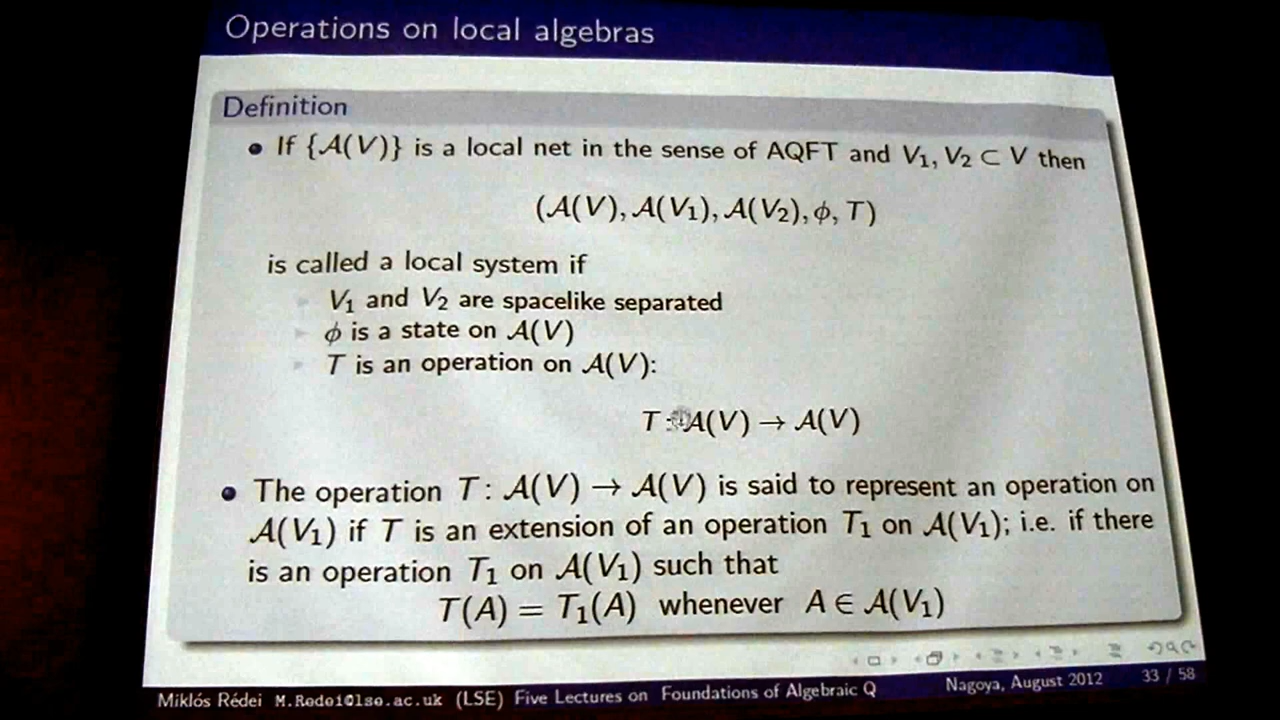 Operations on local algebras
Definition
If {A(V)} is a local net in the sense of AQFT and V₁, V₂ ⊂ V then
(A(V), A(V₁), A(V₂), ϕ, T)
is called a local system if
V₁ and V₂ are spacelike separated
ϕ is a state on A(V)
T is an operation on A(V):
T : A(V) → A(V)
The operation T : A(V) → A(V) is said to represent an operation on
A(V₁) if T is an extension of an operation T₁ on A(V₁); i.e. if there
is an operation T₁ on A(V₁) such that
T(A) = T₁(A) whenever A ∈ A(V₁)
Miklós Rédei M.Redei@lse.ac.uk (LSE) Five Lectures on Foundations of Algebraic Q Nagoya, August 2012 33 / 58